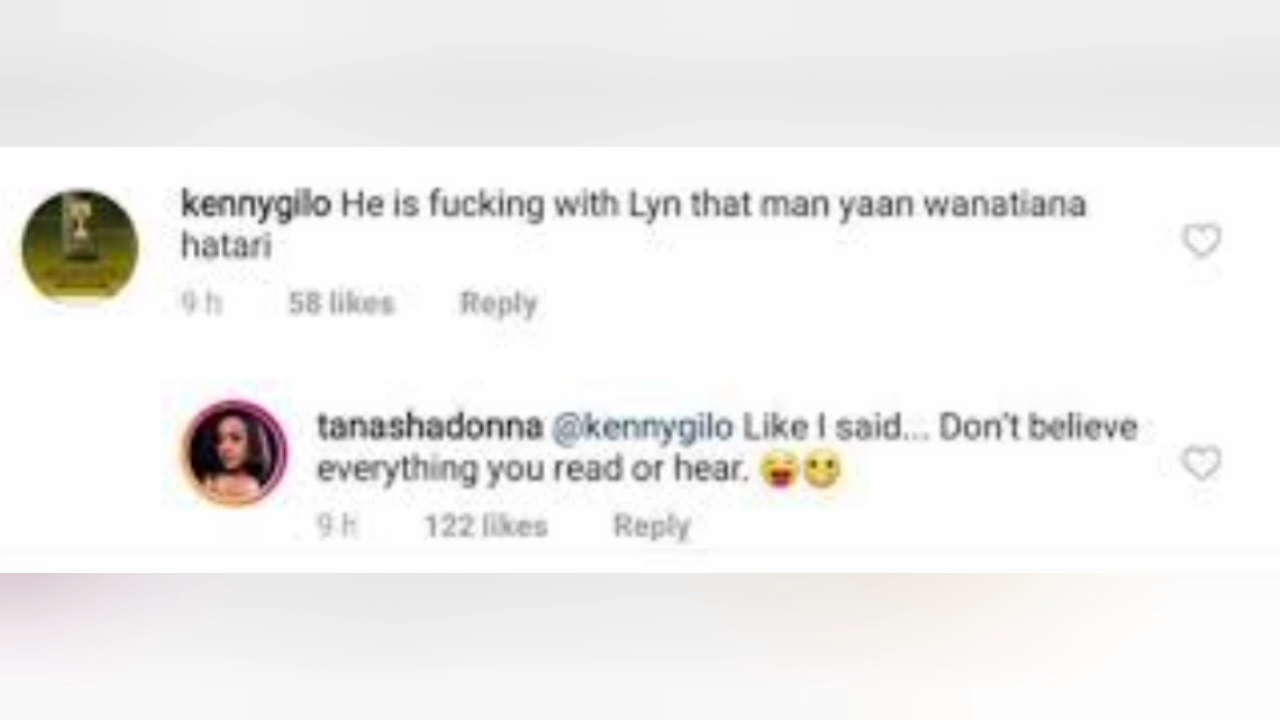 kennygilo He is fucking with Lyn that man yaan wanatiana
hatari
9 h 58 likes Reply
tanashadonna @kennygilo Like I said... Don't believe
everything you read or hear. 😝😬
9 h 122 likes Reply